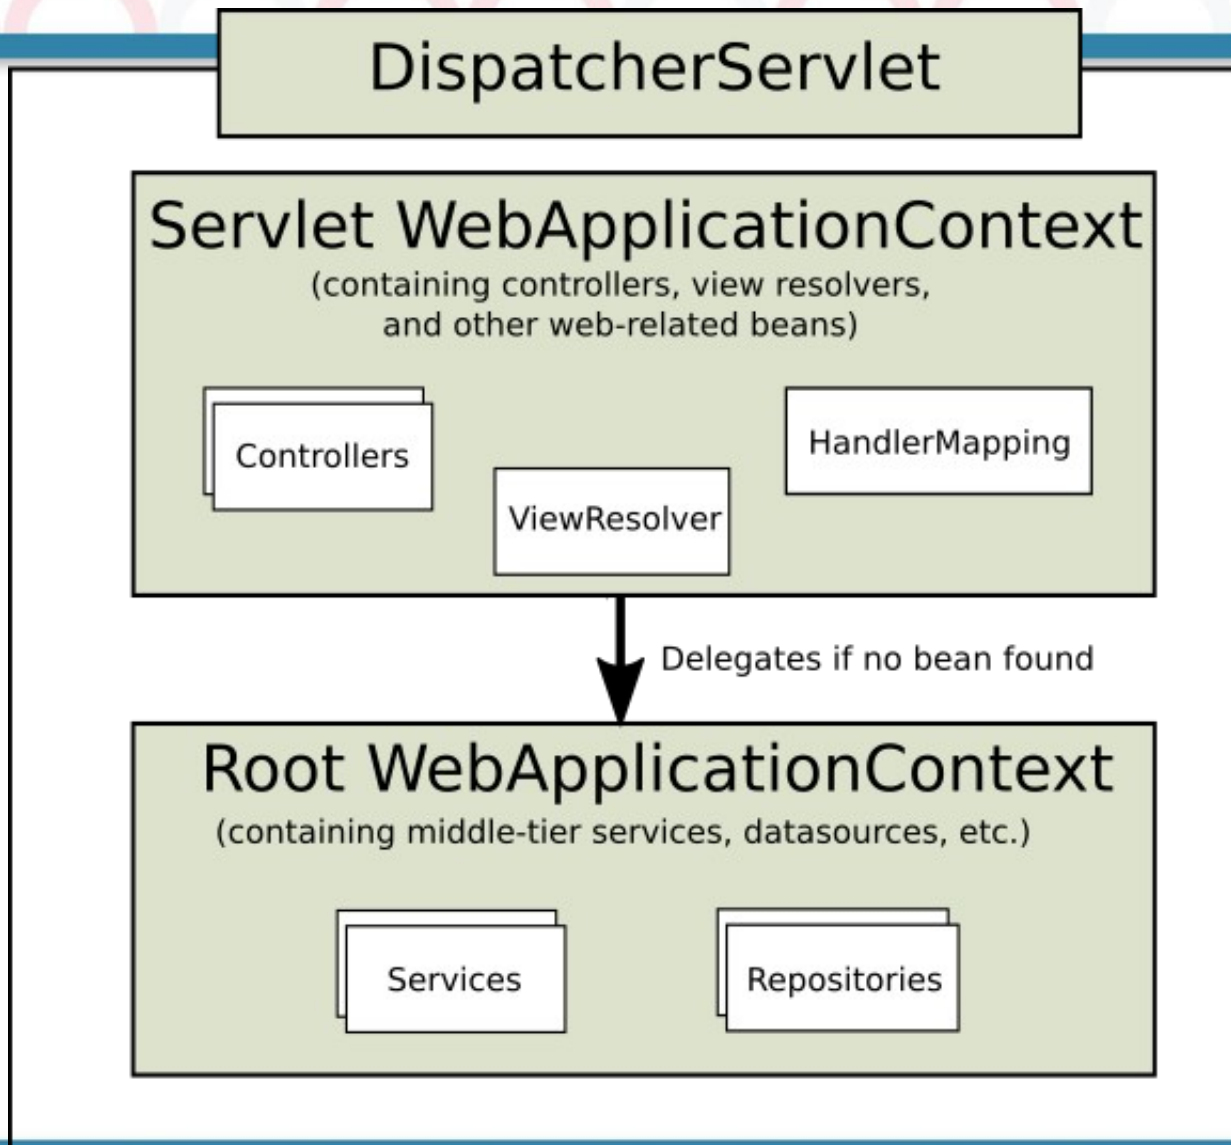 DispatcherServlet
Servlet WebApplicationContext
(containing controllers, view resolvers,
and other web-related beans)
Controllers
HandlerMapping
ViewResolver
Delegates if no bean found
Root WebApplicationContext
(containing middle-tier services, datasources, etc.)
Services
Repositories